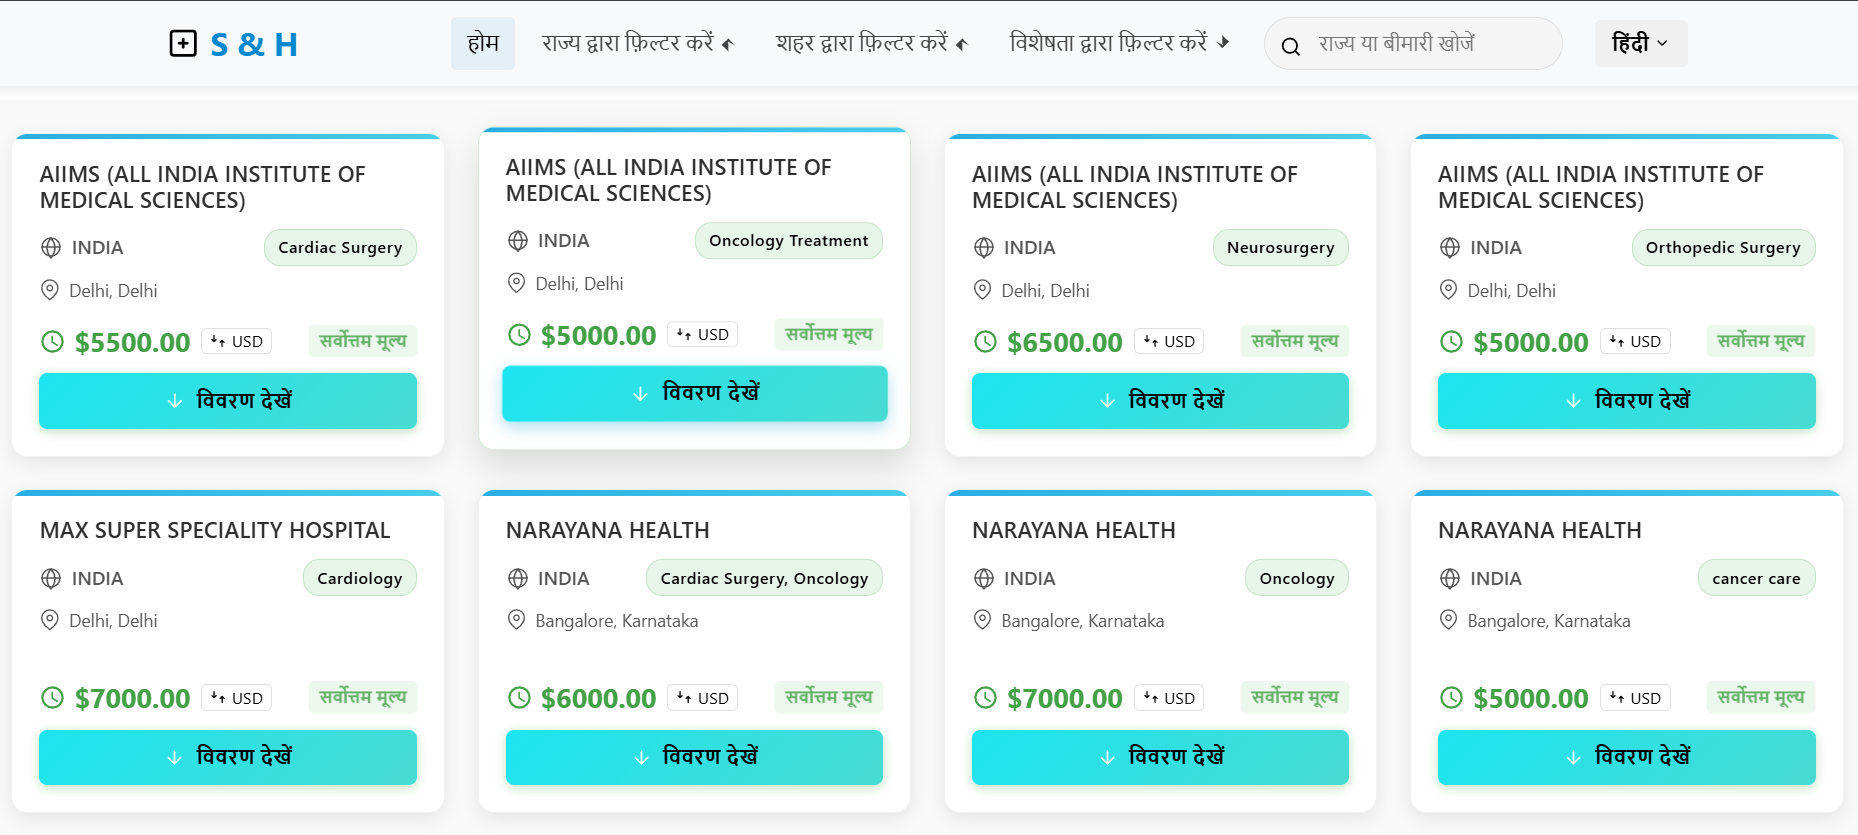 S & H
होम
राज्य द्वारा फ़िल्टर करें
शहर द्वारा फ़िल्टर करें
विशेषता द्वारा फ़िल्टर करें
राज्य या बीमारी खोजें
हिंदी
AIIMS (ALL INDIA INSTITUTE OF
MEDICAL SCIENCES)
INDIA
Cardiac Surgery
Delhi, Delhi
$5500.00
USD
सर्वोत्तम मूल्य
विवरण देखें
AIIMS (ALL INDIA INSTITUTE OF
MEDICAL SCIENCES)
INDIA
Oncology Treatment
Delhi, Delhi
$5000.00
USD
सर्वोत्तम मूल्य
विवरण देखें
AIIMS (ALL INDIA INSTITUTE OF
MEDICAL SCIENCES)
INDIA
Neurosurgery
Delhi, Delhi
$6500.00
USD
सर्वोत्तम मूल्य
विवरण देखें
AIIMS (ALL INDIA INSTITUTE OF
MEDICAL SCIENCES)
INDIA
Orthopedic Surgery
Delhi, Delhi
$5000.00
USD
सर्वोत्तम मूल्य
विवरण देखें
MAX SUPER SPECIALITY HOSPITAL
INDIA
Cardiology
Delhi, Delhi
$7000.00
USD
सर्वोत्तम मूल्य
विवरण देखें
NARAYANA HEALTH
INDIA
Cardiac Surgery, Oncology
Bangalore, Karnataka
$6000.00
USD
सर्वोत्तम मूल्य
विवरण देखें
NARAYANA HEALTH
INDIA
Oncology
Bangalore, Karnataka
$7000.00
USD
सर्वोत्तम मूल्य
विवरण देखें
NARAYANA HEALTH
INDIA
cancer care
Bangalore, Karnataka
$5000.00
USD
सर्वोत्तम मूल्य
विवरण देखें